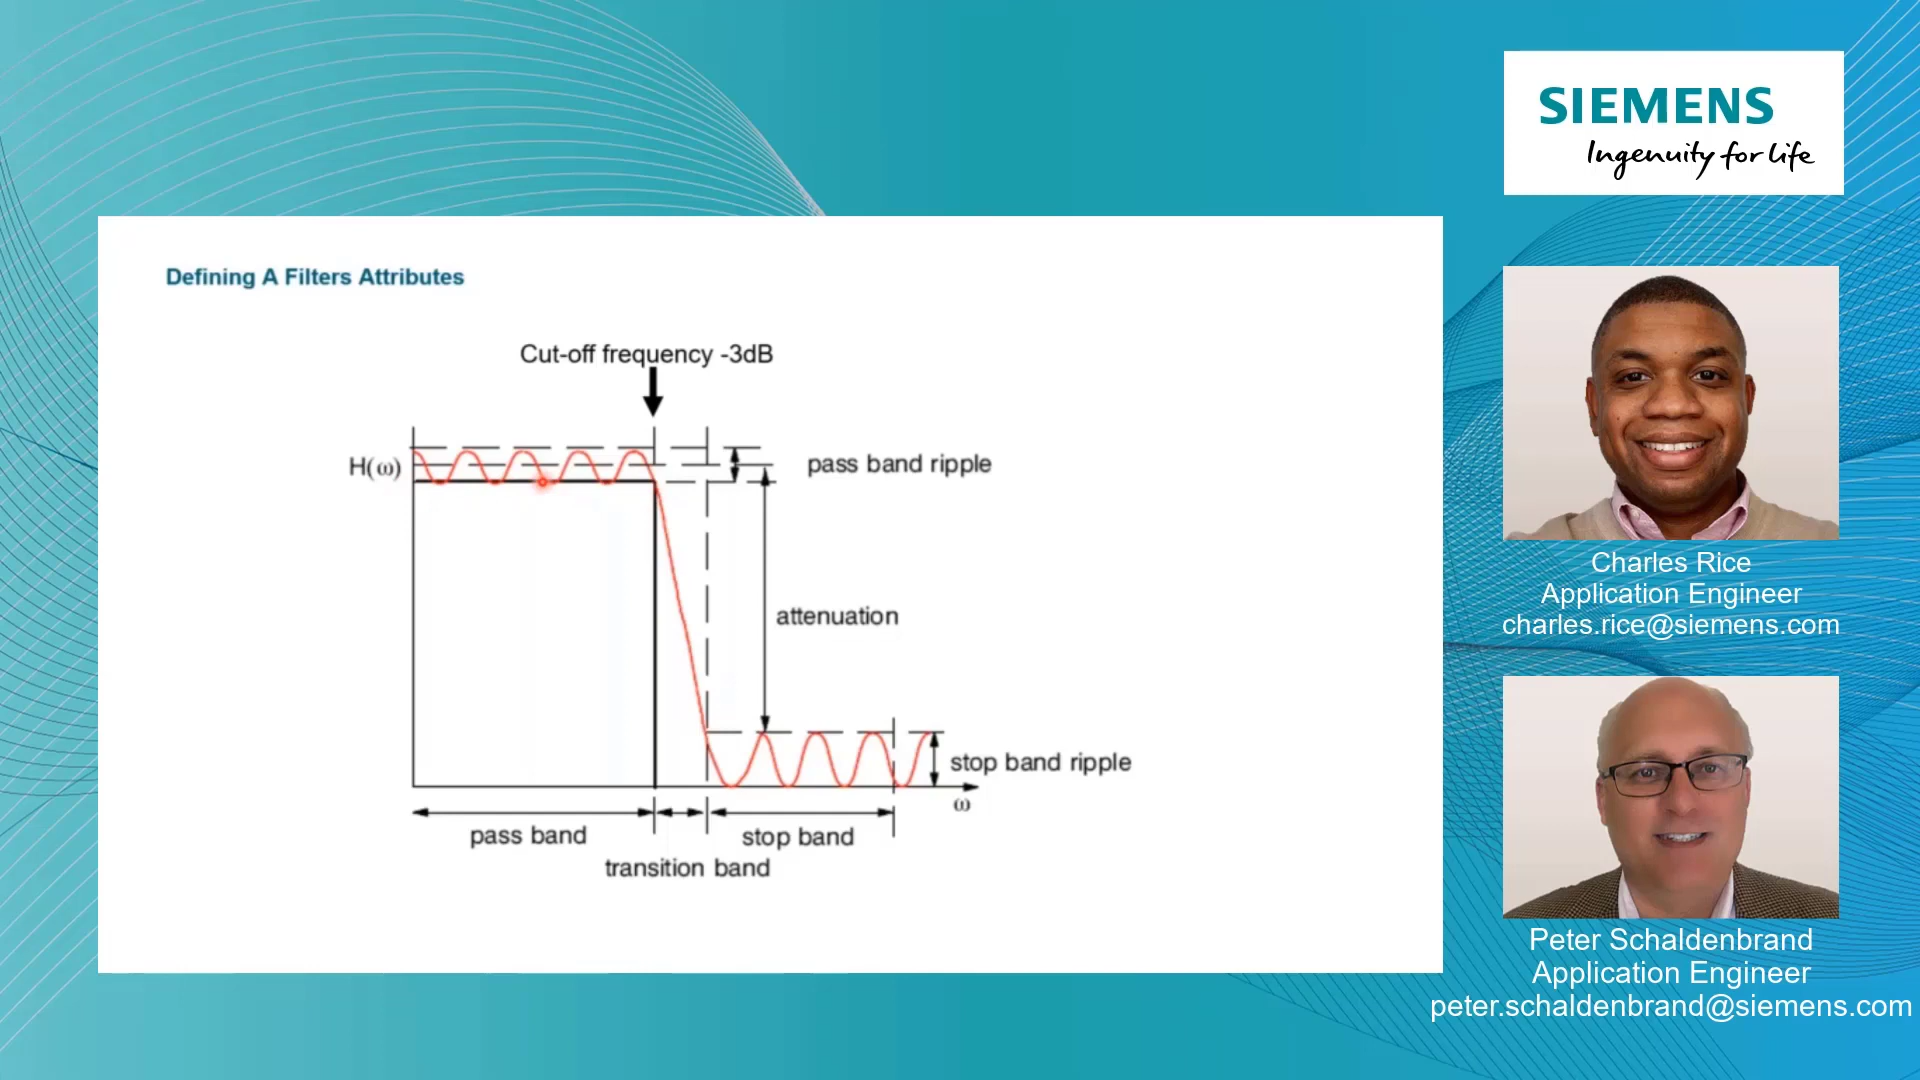 SIEMENS
Ingenuity for life
Defining A Filters Attributes
Cut-off frequency -3dB
H(ω)
pass band ripple
attenuation
stop band ripple
ω
pass band
stop band
transition band
Charles Rice
Application Engineer
charles.rice@siemens.com
Peter Schaldenbrand
Application Engineer
peter.schaldenbrand@siemens.com